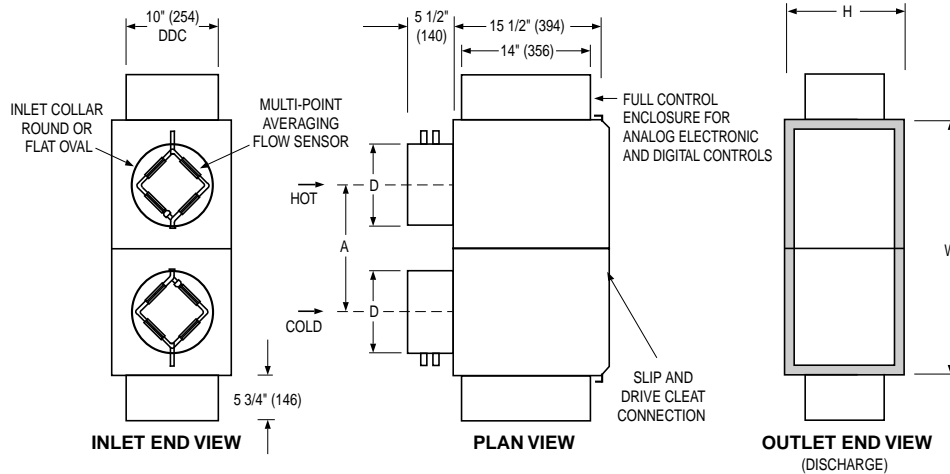 10" (254)
DDC
INLET COLLAR
ROUND OR
FLAT OVAL
MULTI-POINT
AVERAGING
FLOW SENSOR
5 3/4" (146)
INLET END VIEW
5 1/2"
(140)
15 1/2" (394)
14" (356)
FULL CONTROL
ENCLOSURE FOR
ANALOG ELECTRONIC
AND DIGITAL CONTROLS
HOT
D
A
COLD
D
SLIP AND
DRIVE CLEAT
CONNECTION
PLAN VIEW
H
W
OUTLET END VIEW
(DISCHARGE)